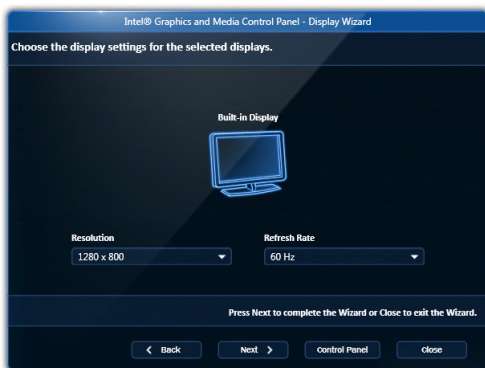 Intel® Graphics and Media Control Panel - Display Wizard
Choose the display settings for the selected displays.
Built-in Display
Resolution
Refresh Rate
1280 x 800
60 Hz
Press Next to complete the Wizard or Close to exit the Wizard.
Back
Next
Control Panel
Close